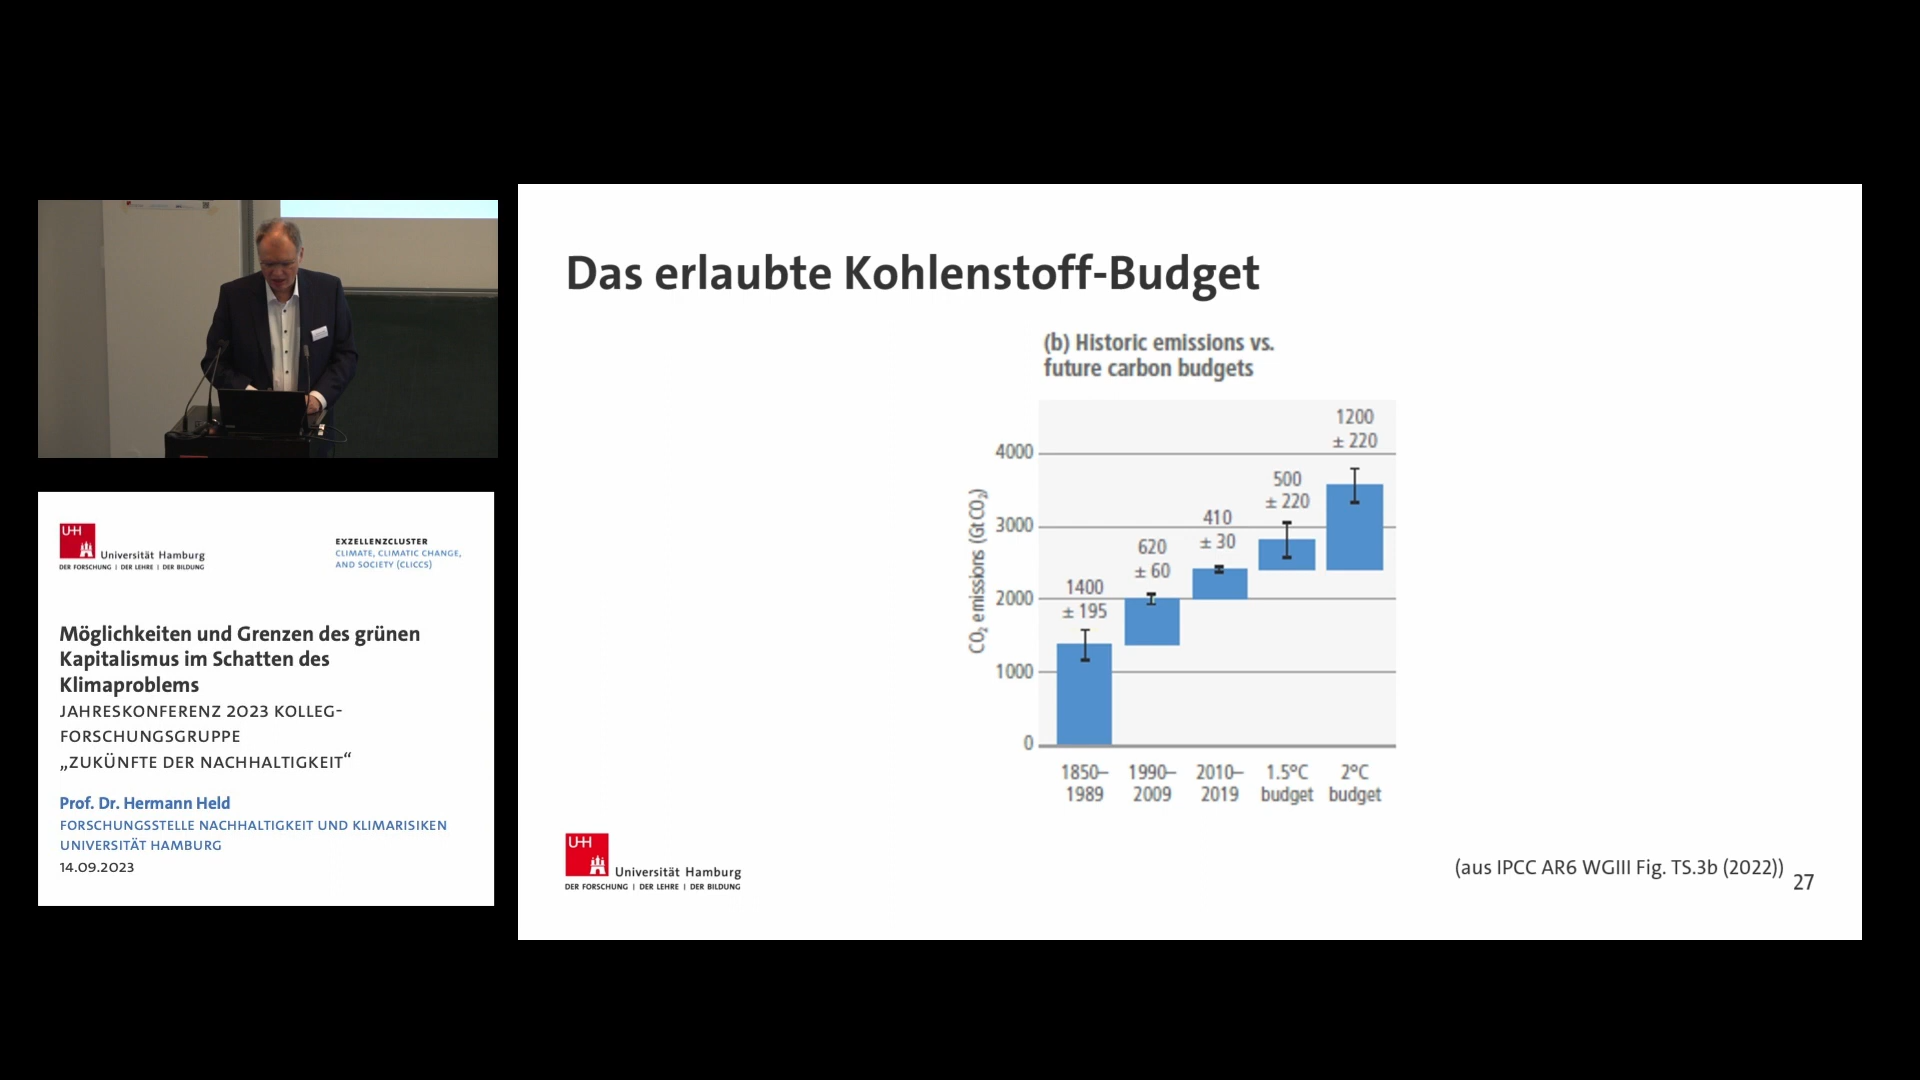 UHH
Universität Hamburg
DER FORSCHUNG | DER LEHRE | DER BILDUNG
EXZELLENZCLUSTER
CLIMATE, CLIMATIC CHANGE,
AND SOCIETY (CLICCS)
Möglichkeiten und Grenzen des grünen
Kapitalismus im Schatten des
Klimaproblems
JAHRESKONFERENZ 2023 KOLLEG-
FORSCHUNGSGRUPPE
„ZUKÜNFTE DER NACHHALTIGKEIT“
Prof. Dr. Hermann Held
FORSCHUNGSSTELLE NACHHALTIGKEIT UND KLIMARISIKEN
UNIVERSITÄT HAMBURG
14.09.2023
Das erlaubte Kohlenstoff-Budget
(b) Historic emissions vs.
future carbon budgets
CO₂ emissions (Gt CO₂)
4000
3000
2000
1000
0
1400
± 195
620
± 60
410
± 30
500
± 220
1200
± 220
1850–
1989
1990–
2009
2010–
2019
1.5°C
budget
2°C
budget
UHH
Universität Hamburg
DER FORSCHUNG | DER LEHRE | DER BILDUNG
(aus IPCC AR6 WGIII Fig. TS.3b (2022))
27